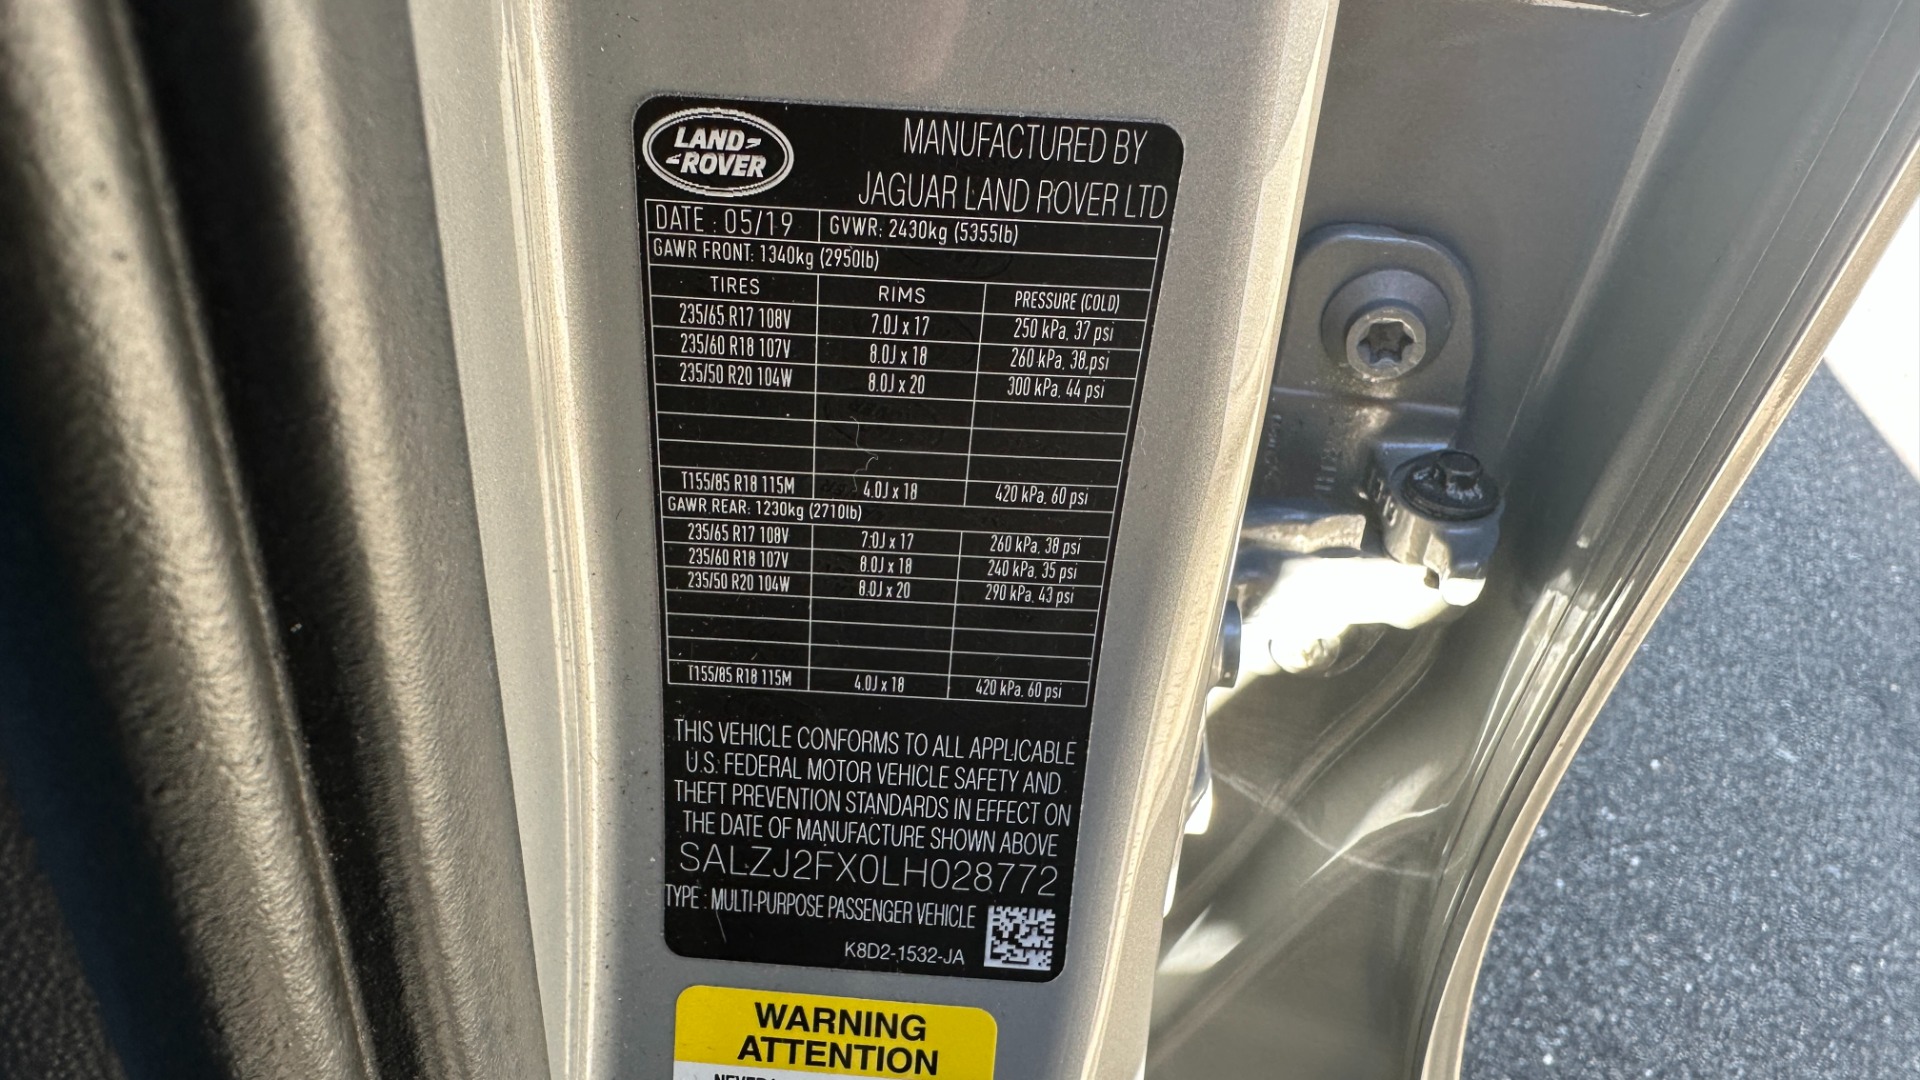 LAND
ROVER
MANUFACTURED BY
JAGUAR LAND ROVER LTD
DATE : 05/19 GVWR: 2430kg (5355lb)
GAWR FRONT: 1340kg (2950lb)
TIRES RIMS PRESSURE (COLD)
235/65 R17 108V 7.0J x 17 250 kPa, 37 psi
235/60 R18 107V 8.0J x 18 260 kPa, 38 psi
235/50 R20 104W 8.0J x 20 300 kPa, 44 psi
T155/85 R18 115M 4.0J x 18 420 kPa, 60 psi
GAWR REAR: 1230kg (2710lb)
235/65 R17 108V 7.0J x 17 260 kPa, 38 psi
235/60 R18 107V 8.0J x 18 240 kPa, 35 psi
235/50 R20 104W 8.0J x 20 290 kPa, 43 psi
T155/85 R18 115M 4.0J x 18 420 kPa, 60 psi
THIS VEHICLE CONFORMS TO ALL APPLICABLE
U.S. FEDERAL MOTOR VEHICLE SAFETY AND
THEFT PREVENTION STANDARDS IN EFFECT ON
THE DATE OF MANUFACTURE SHOWN ABOVE
SALZJ2FX0LH028772
TYPE : MULTI-PURPOSE PASSENGER VEHICLE
K8D2-1532-JA
WARNING
ATTENTION